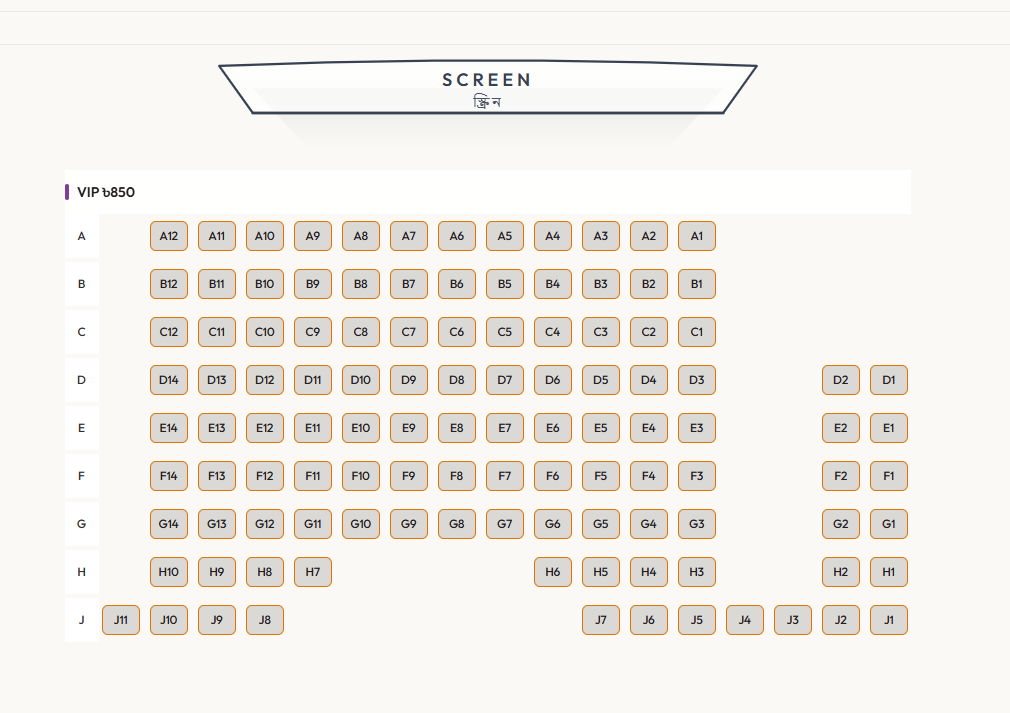 SCREEN
স্ক্রিন
VIP ৳850
A A12 A11 A10 A9 A8 A7 A6 A5 A4 A3 A2 A1
B B12 B11 B10 B9 B8 B7 B6 B5 B4 B3 B2 B1
C C12 C11 C10 C9 C8 C7 C6 C5 C4 C3 C2 C1
D D14 D13 D12 D11 D10 D9 D8 D7 D6 D5 D4 D3 D2 D1
E E14 E13 E12 E11 E10 E9 E8 E7 E6 E5 E4 E3 E2 E1
F F14 F13 F12 F11 F10 F9 F8 F7 F6 F5 F4 F3 F2 F1
G G14 G13 G12 G11 G10 G9 G8 G7 G6 G5 G4 G3 G2 G1
H H10 H9 H8 H7 H6 H5 H4 H3 H2 H1
J J11 J10 J9 J8 J7 J6 J5 J4 J3 J2 J1